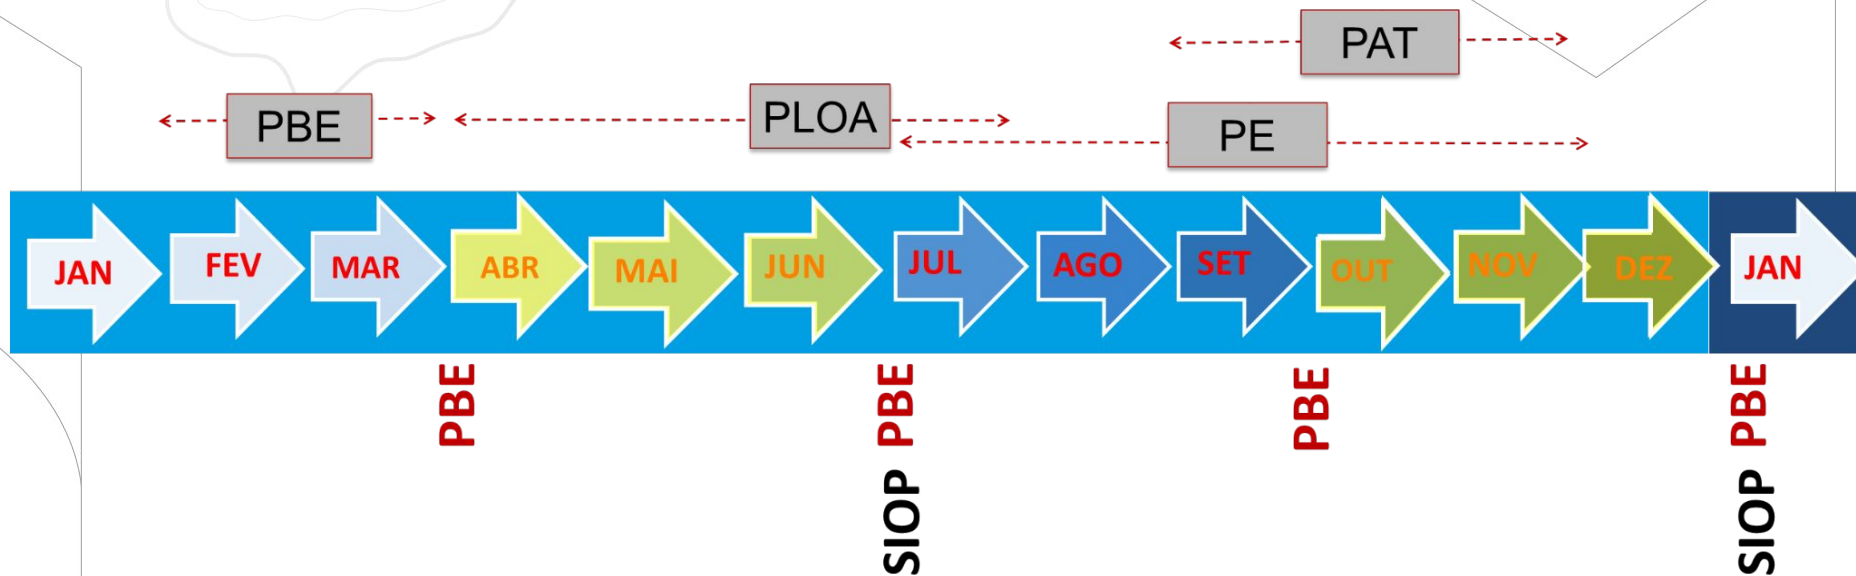 PAT
PBE
PLOA
PE
JAN FEV MAR ABR MAI JUN JUL AGO SET OUT NOV DEZ JAN
PBE
SIOP PBE
PBE
SIOP PBE